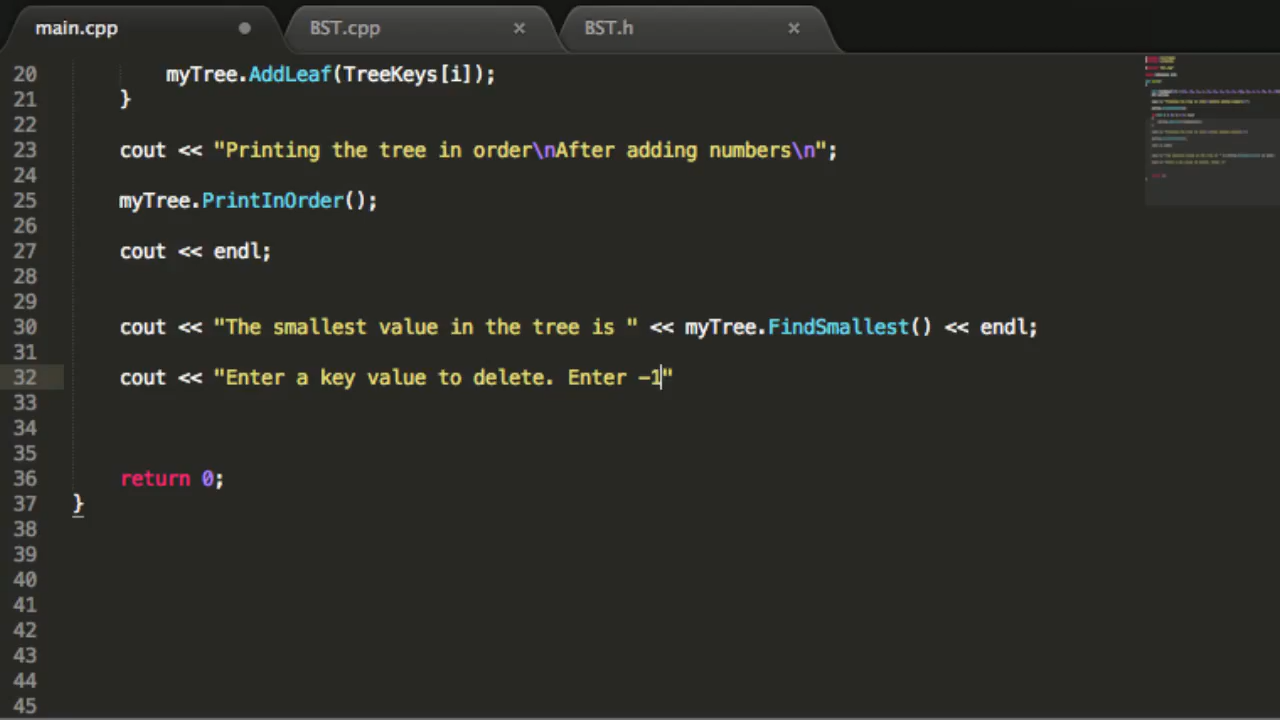 main.cpp BST.cpp BST.h
20 myTree.AddLeaf(TreeKeys[i]);
21 }
22
23 cout << "Printing the tree in order\nAfter adding numbers\n";
24
25 myTree.PrintInOrder();
26
27 cout << endl;
28
29
30 cout << "The smallest value in the tree is " << myTree.FindSmallest() << endl;
31
32 cout << "Enter a key value to delete. Enter -1"
33
34
35
36 return 0;
37 }
38
39
40
41
42
43
44
45